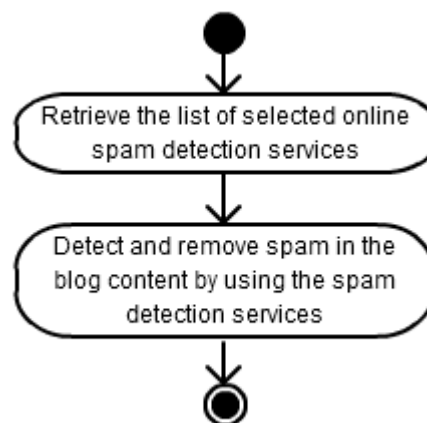 Retrieve the list of selected online
spam detection services
Detect and remove spam in the
blog content by using the spam
detection services